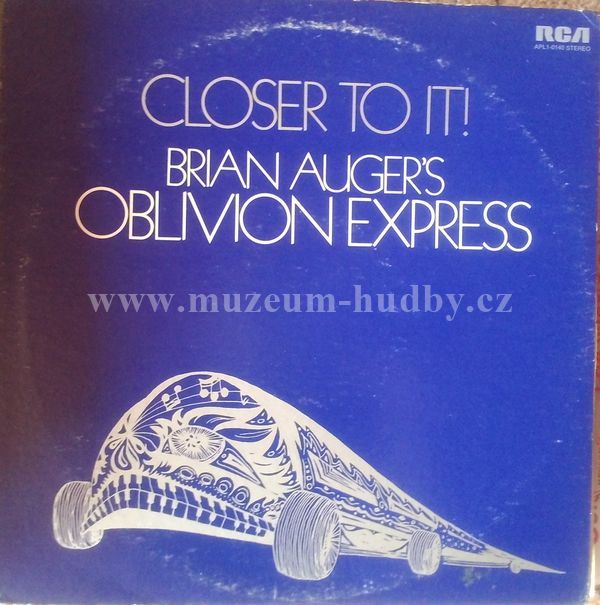 RCA
APL1-0140 STEREO
CLOSER TO IT!
BRIAN AUGER'S
OBLIVION EXPRESS
www.muzeum-hudby.cz